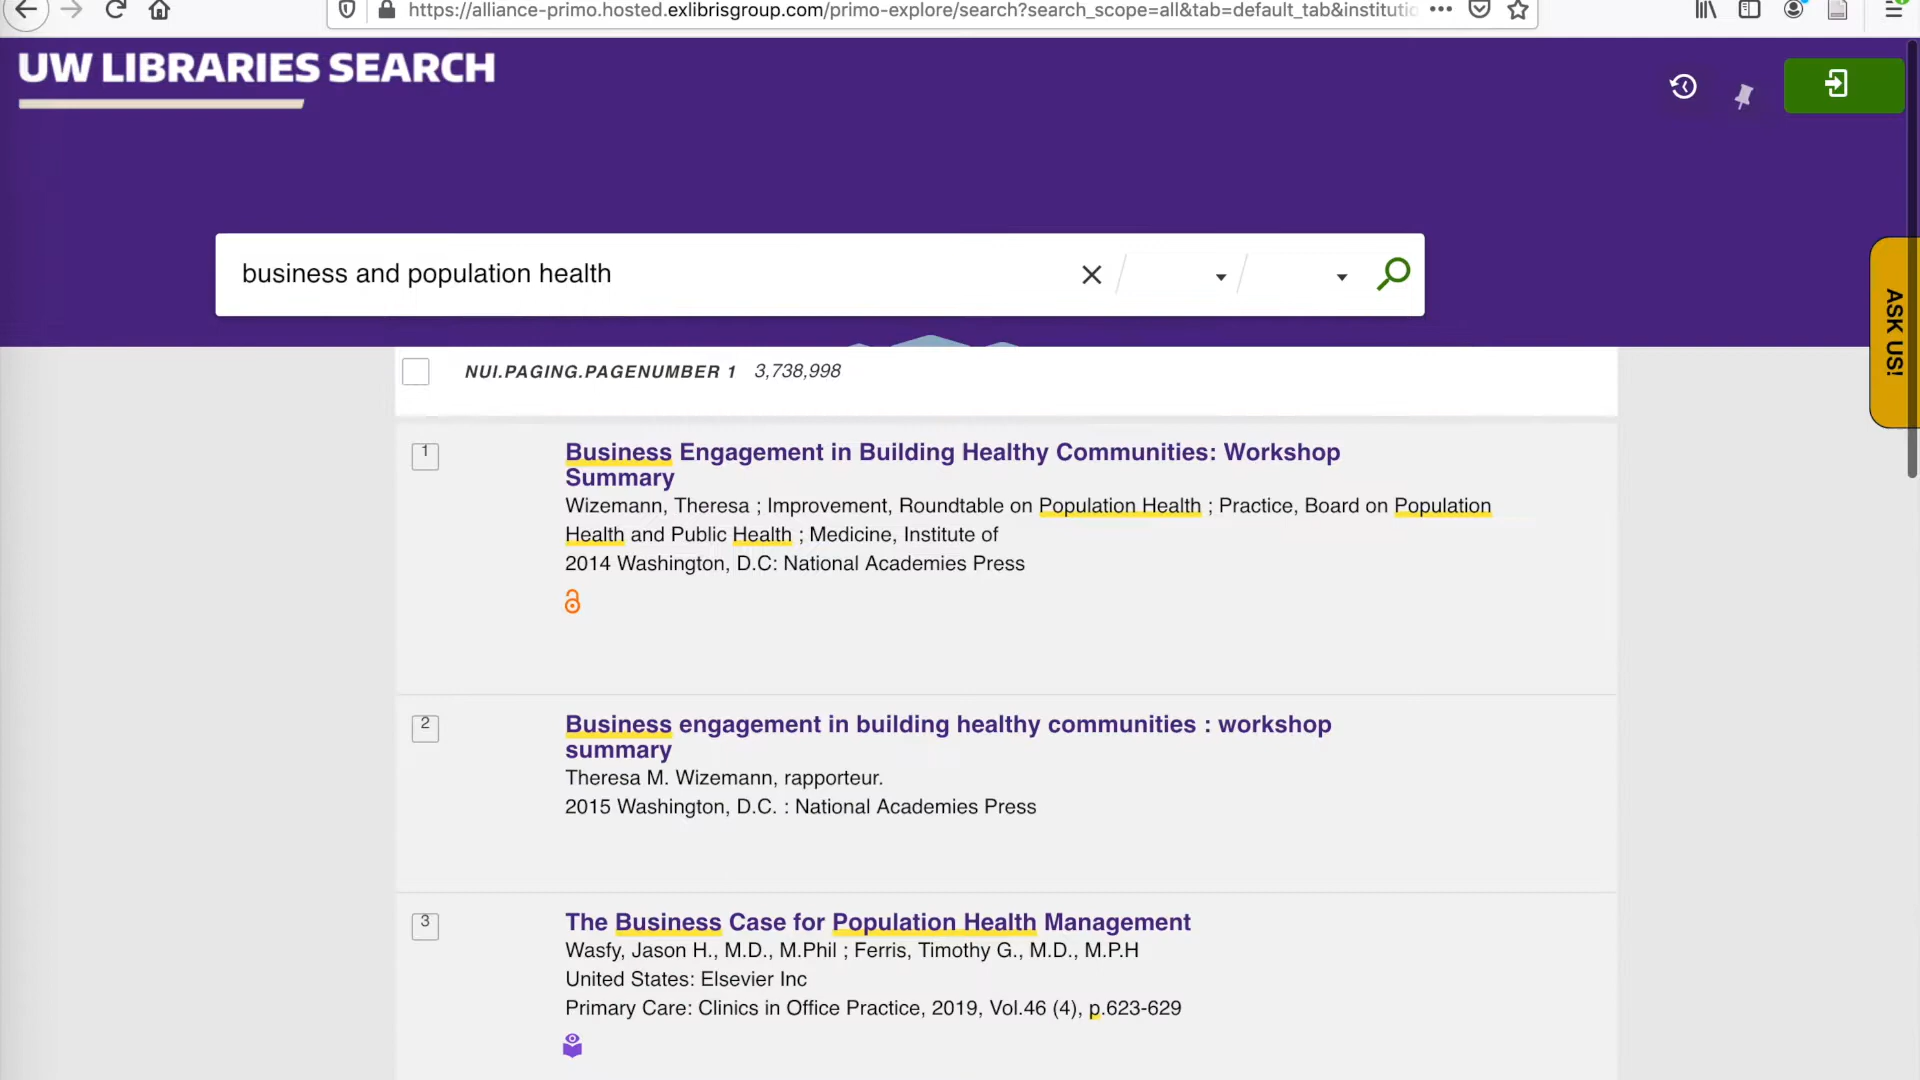 https://alliance-primo.hosted.exlibrisgroup.com/primo-explore/search?search_scope=all&tab=default_tab&institutio
UW LIBRARIES SEARCH
business and population health
ASK US!
NUI.PAGING.PAGENUMBER 1 3,738,998
1
Business Engagement in Building Healthy Communities: Workshop
Summary
Wizemann, Theresa ; Improvement, Roundtable on Population Health ; Practice, Board on Population
Health and Public Health ; Medicine, Institute of
2014 Washington, D.C: National Academies Press
2
Business engagement in building healthy communities : workshop
summary
Theresa M. Wizemann, rapporteur.
2015 Washington, D.C. : National Academies Press
3
The Business Case for Population Health Management
Wasfy, Jason H., M.D., M.Phil ; Ferris, Timothy G., M.D., M.P.H
United States: Elsevier Inc
Primary Care: Clinics in Office Practice, 2019, Vol.46 (4), p.623-629